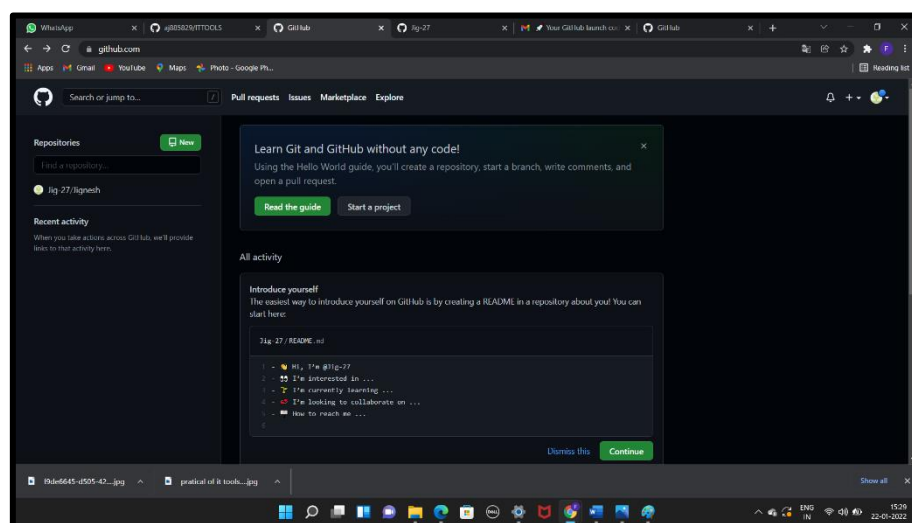 WhatsApp
aj885829/ITTOOLS
GitHub
Jig-27
Your GitHub launch co
GitHub
github.com
Apps Gmail YouTube Maps Photo - Google Ph...
Reading list
Search or jump to... /
Pull requests Issues Marketplace Explore
Repositories
New
Find a repository...
Jig-27/Jignesh
Recent activity
When you take actions across GitHub, we'll provide
links to that activity here.
Learn Git and GitHub without any code!
Using the Hello World guide, you'll create a repository, start a branch, write comments, and
open a pull request.
Read the guide Start a project
All activity
Introduce yourself
The easiest way to introduce yourself on GitHub is by creating a README in a repository about you! You can
start here:
Jig-27/README.md
1 - 👋 Hi, I'm @Jig-27
2 - 👀 I'm interested in ...
3 - 🌱 I'm currently learning ...
4 - 💞️ I'm looking to collaborate on ...
5 - 📫 How to reach me ...
6
Dismiss this Continue
f9de6645-d505-42....jpg
pratical of it tools...jpg
Show all
ENG
IN
15:29
22-01-2022